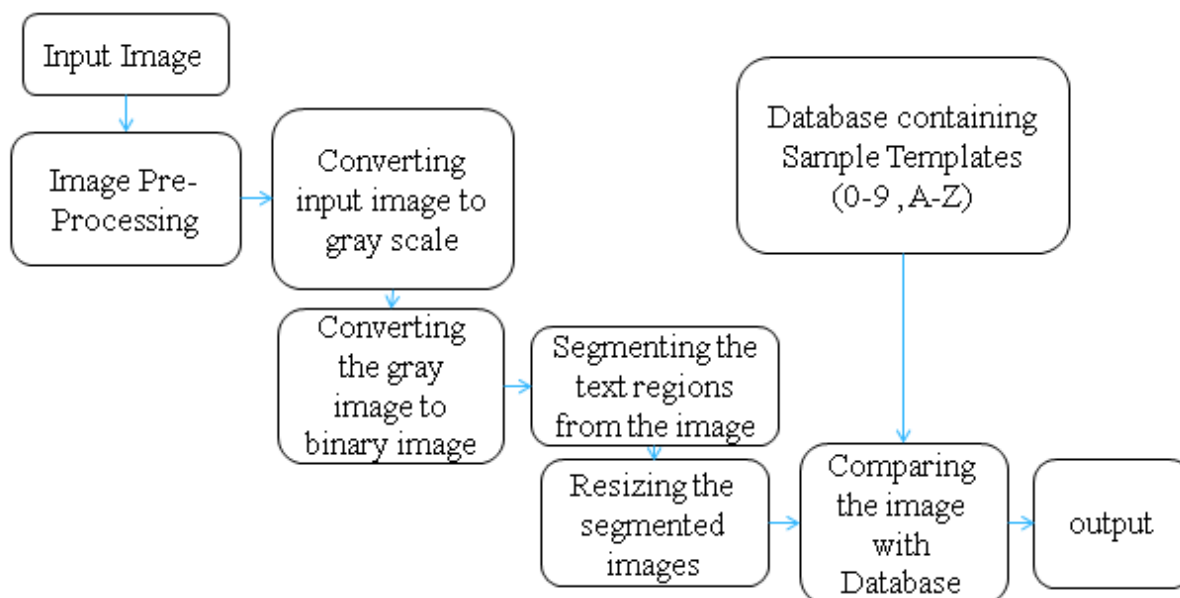 Input Image
Image Pre-
Processing
Converting
input image to
gray scale
Converting
the gray
image to
binary image
Segmenting the
text regions
from the image
Resizing the
segmented
images
Database containing
Sample Templates
(0-9 ,A-Z)
Comparing
the image
with
Database
output